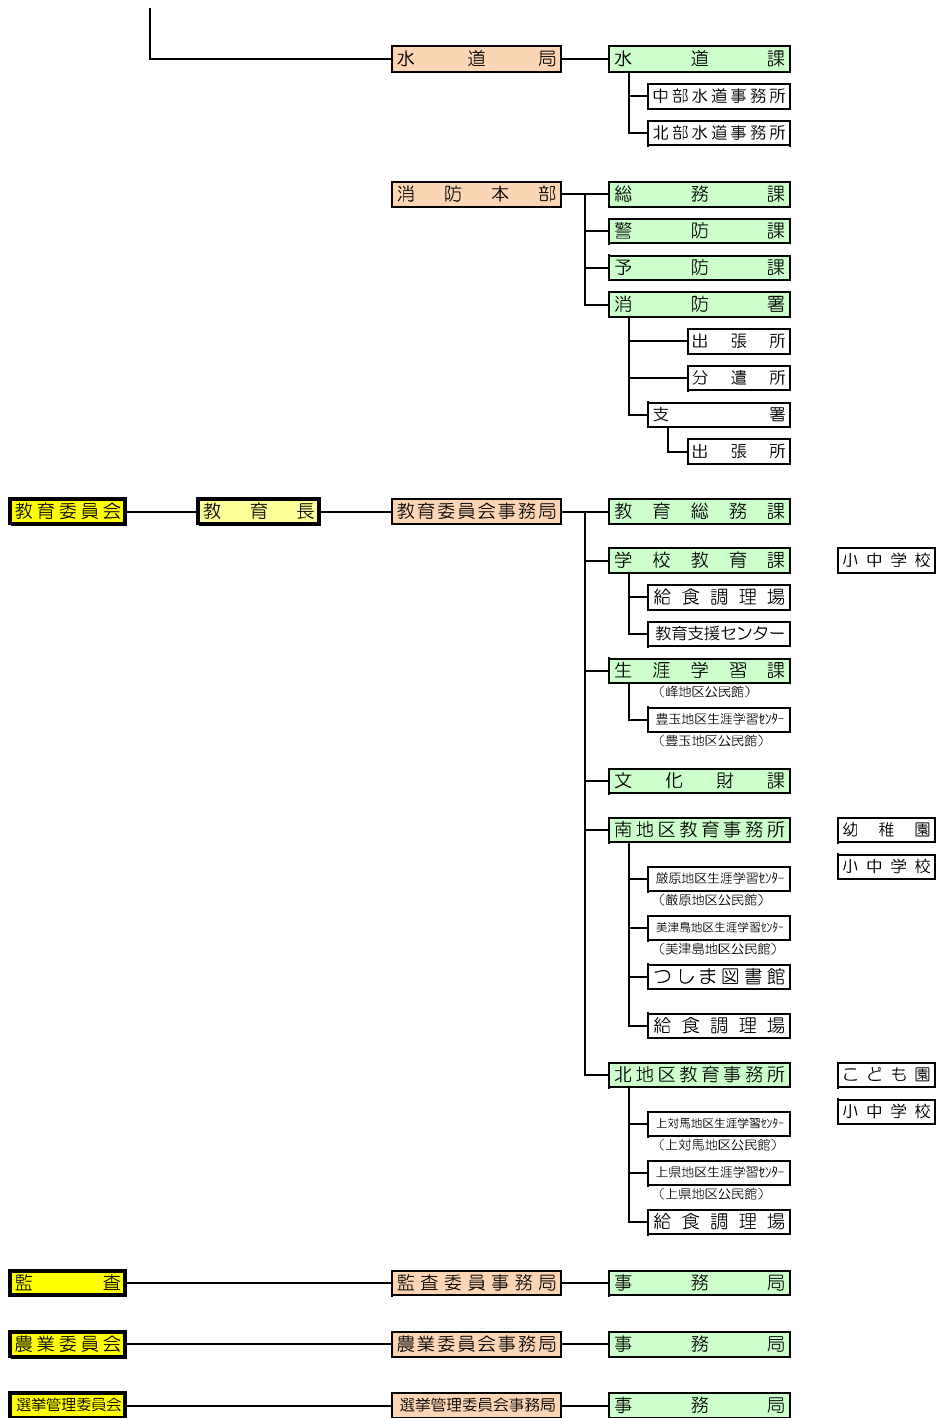 水道局 水道課
中部水道事務所
北部水道事務所
消防本部 総務課
警防課
予防課
消防署
出張所
分遣所
支署
出張所
教育委員会 教育長 教育委員会事務局 教育総務課
学校教育課 小中学校
給食調理場
教育支援センター
生涯学習課
（峰地区公民館）
豊玉地区生涯学習ｾﾝﾀｰ
（豊玉地区公民館）
文化財課
南地区教育事務所 幼稚園
小中学校
厳原地区生涯学習ｾﾝﾀｰ
（厳原地区公民館）
美津島地区生涯学習ｾﾝﾀｰ
（美津島地区公民館）
つしま図書館
給食調理場
北地区教育事務所 こども園
小中学校
上対馬地区生涯学習ｾﾝﾀｰ
（上対馬地区公民館）
上県地区生涯学習ｾﾝﾀｰ
（上県地区公民館）
給食調理場
監査 監査委員事務局 事務局
農業委員会 農業委員会事務局 事務局
選挙管理委員会 選挙管理委員会事務局 事務局